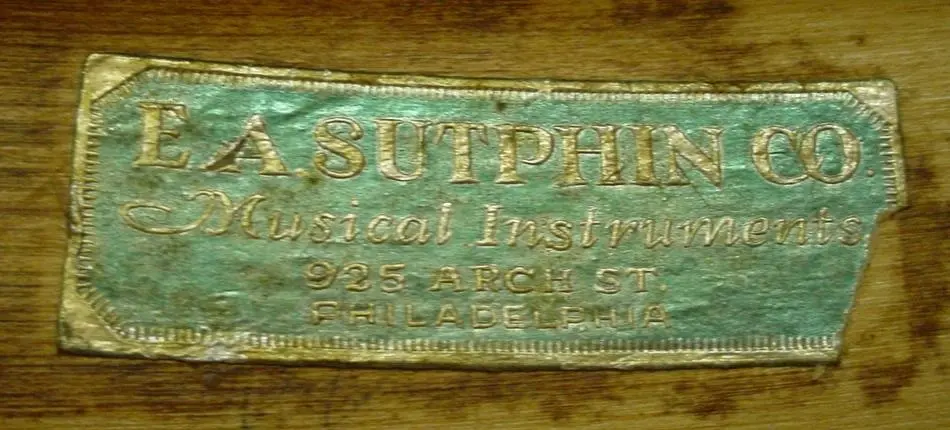 E.A. SUTPHIN CO.
Musical Instruments
925 ARCH ST.
PHILADELPHIA